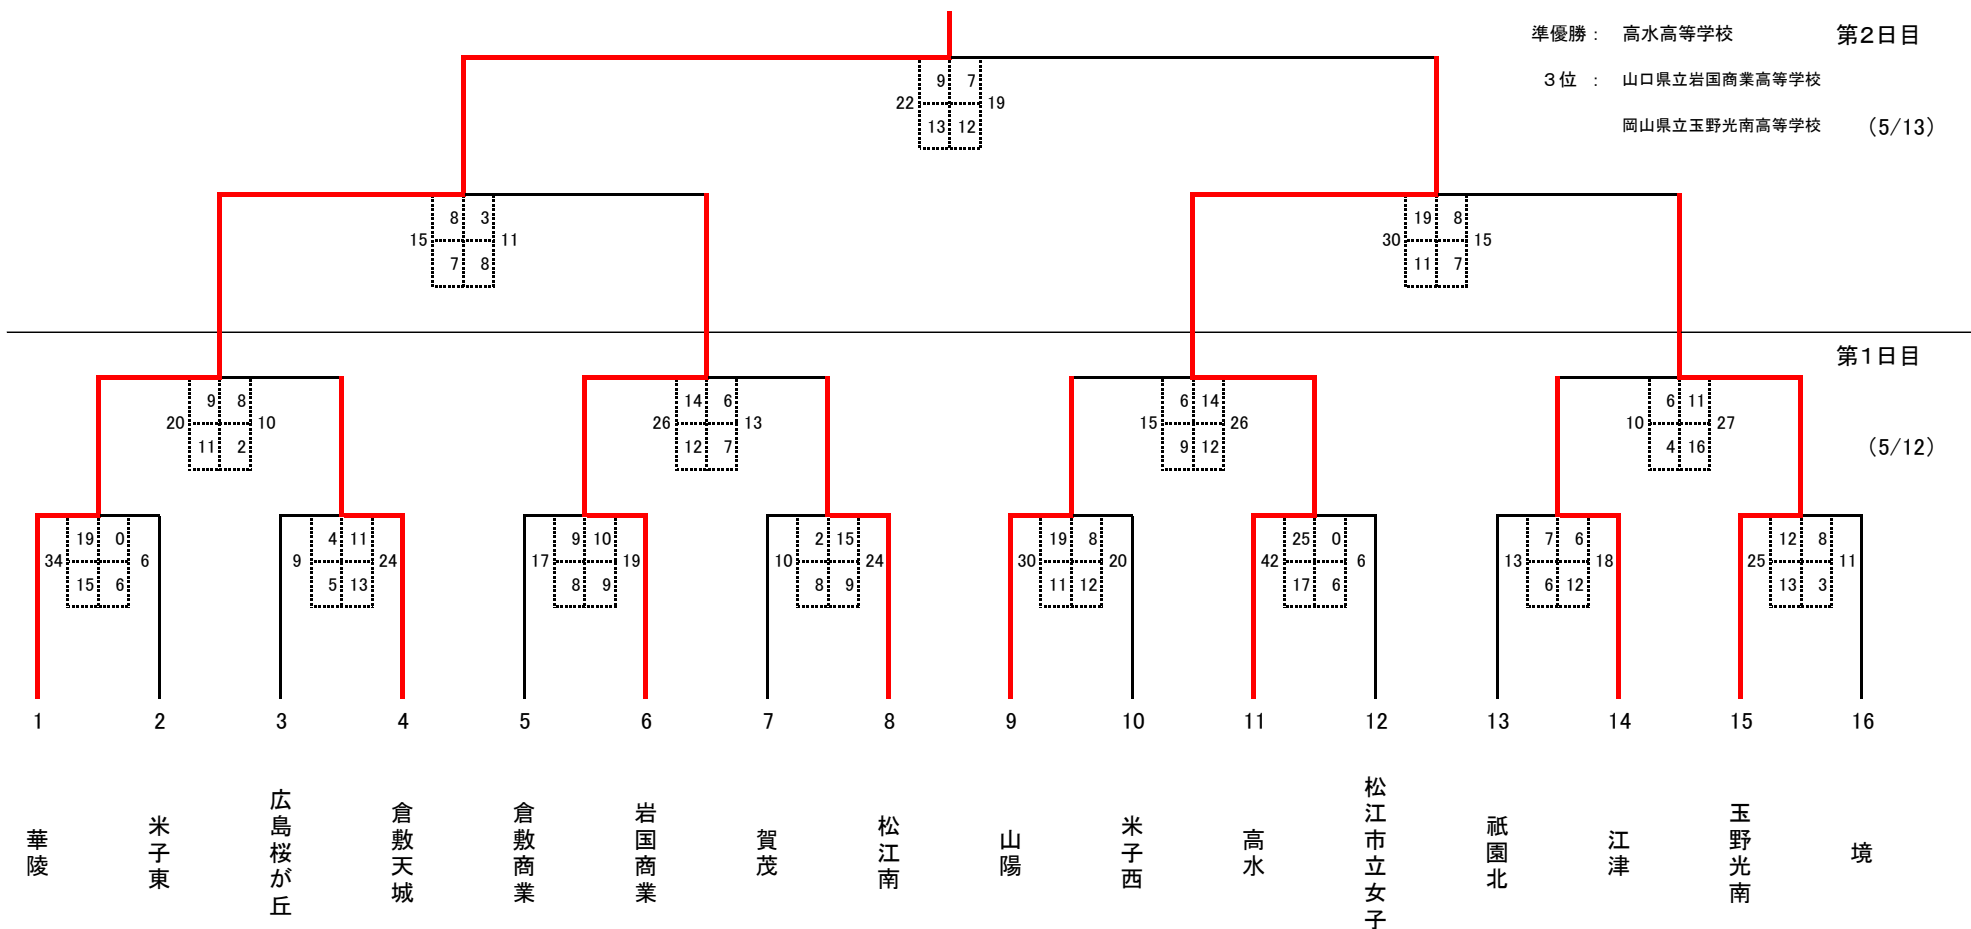 準優勝： 高水高等学校 第２日目
３位 ： 山口県立岩国商業高等学校
岡山県立玉野光南高等学校 (5/13)
9 7
22 19
13 12
8 3
15 11
7 8
19 8
30 15
11 7
第１日目
(5/12)
9 8
20 10
11 2
14 6
26 13
12 7
6 14
15 26
9 12
6 11
10 27
4 16
19 0
34 6
15 6
4 11
9 24
5 13
9 10
17 19
8 9
2 15
10 24
8 9
19 8
30 20
11 12
25 0
42 6
17 6
7 6
13 18
6 12
12 8
25 11
13 3
1 2 3 4 5 6 7 8 9 10 11 12 13 14 15 16
華陵
米子東
広島桜が丘
倉敷天城
倉敷商業
岩国商業
賀茂
松江南
山陽
米子西
高水
松江市立女子
祇園北
江津
玉野光南
境